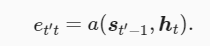 e_{t't} = a(s_{t'-1}, h_t).